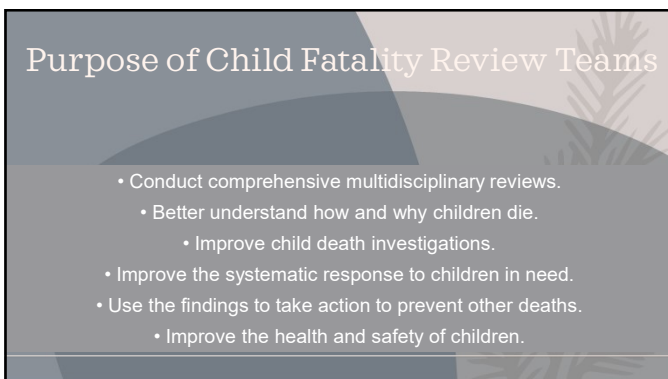 Purpose of Child Fatality Review Teams
• Conduct comprehensive multidisciplinary reviews.
• Better understand how and why children die.
• Improve child death investigations.
• Improve the systematic response to children in need.
• Use the findings to take action to prevent other deaths.
• Improve the health and safety of children.